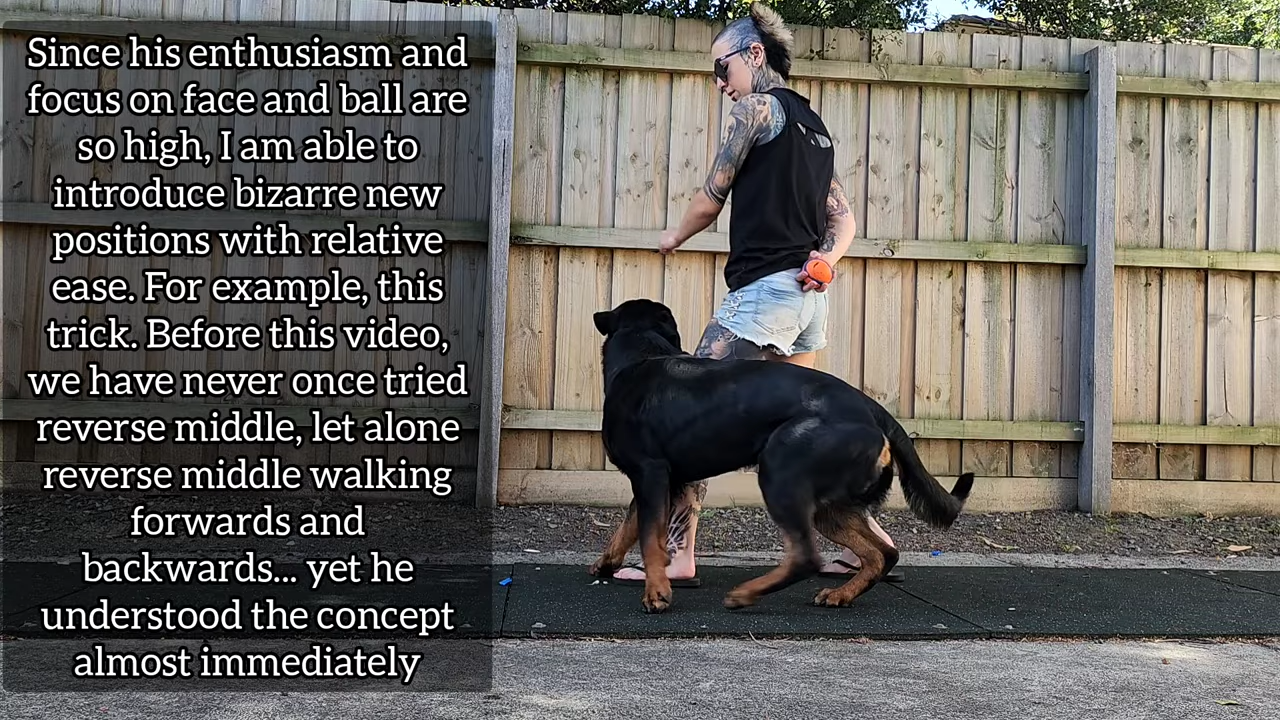 Since his enthusiasm and
focus on face and ball are
so high, I am able to
introduce bizarre new
positions with relative
ease. For example, this
trick. Before this video,
we have never once tried
reverse middle, let alone
reverse middle walking
forwards and
backwards... yet he
understood the concept
almost immediately